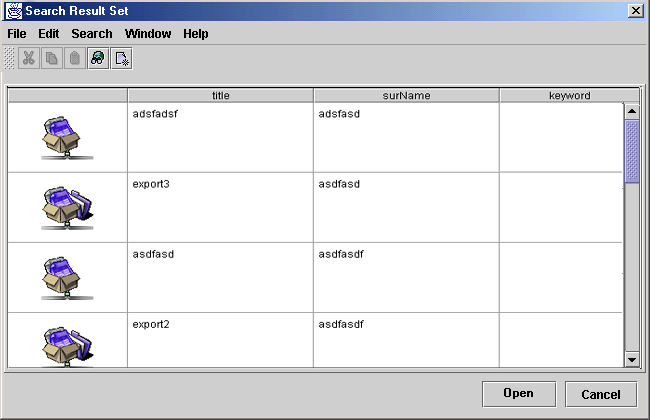 Search Result Set
File Edit Search Window Help
title surName keyword
adsfadsf adsfasd
export3 asdfasd
asdfasd asdfasdf
export2 asdfasdf
Open Cancel